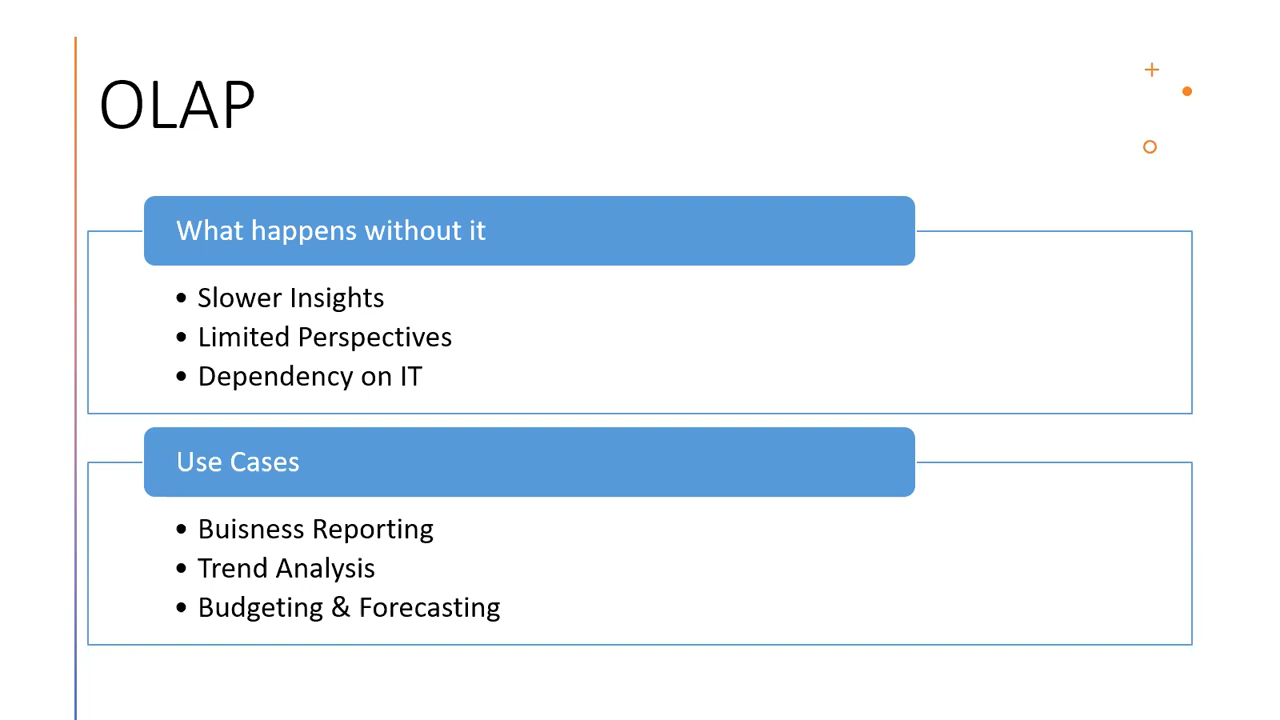 OLAP
What happens without it
• Slower Insights
• Limited Perspectives
• Dependency on IT
Use Cases
• Buisness Reporting
• Trend Analysis
• Budgeting & Forecasting